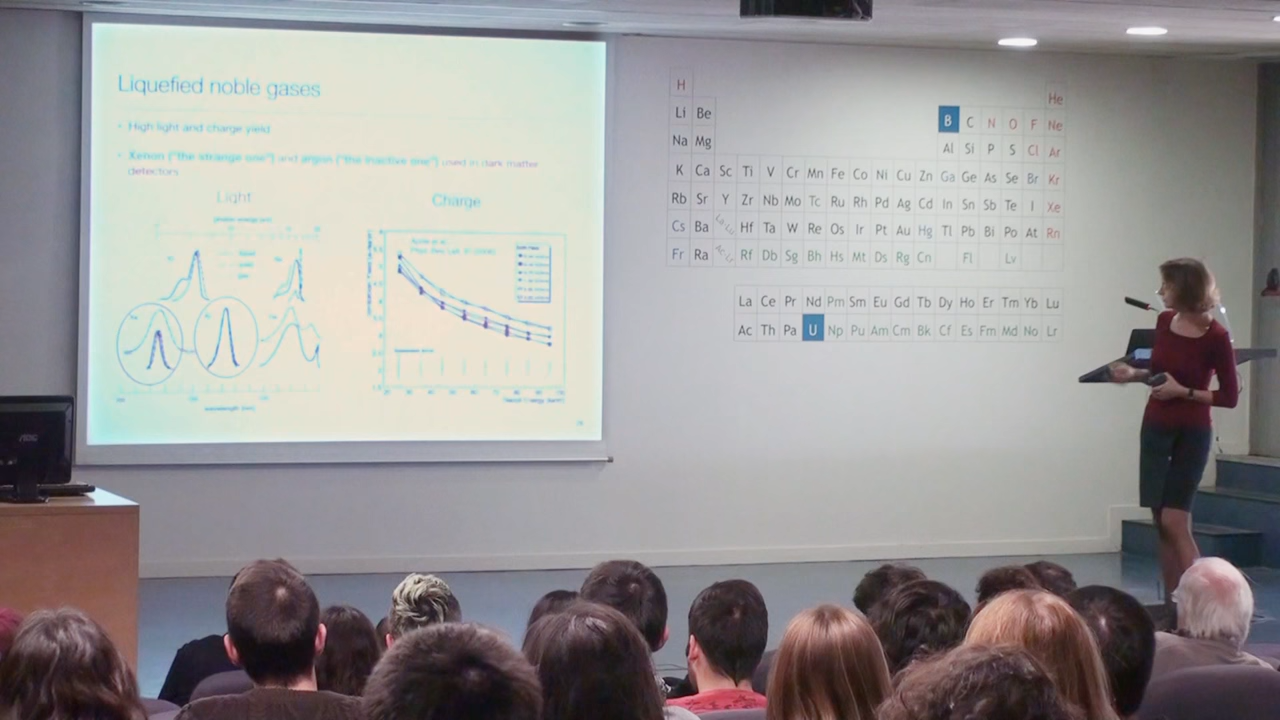 Liquefied noble gases
• High light and charge yield
• Xenon ("the strange one") and argon ("the inactive one") used in dark matter
detectors
Light
Charge
H He
Li Be B C N O F Ne
Na Mg Al Si P S Cl Ar
K Ca Sc Ti V Cr Mn Fe Co Ni Cu Zn Ga Ge As Se Br Kr
Rb Sr Y Zr Nb Mo Tc Ru Rh Pd Ag Cd In Sn Sb Te I Xe
Cs Ba Hf Ta W Re Os Ir Pt Au Hg Tl Pb Bi Po At Rn
Fr Ra Rf Db Sg Bh Hs Mt Ds Rg Cn Fl Lv
La Ce Pr Nd Pm Sm Eu Gd Tb Dy Ho Er Tm Yb Lu
Ac Th Pa U Np Pu Am Cm Bk Cf Es Fm Md No Lr